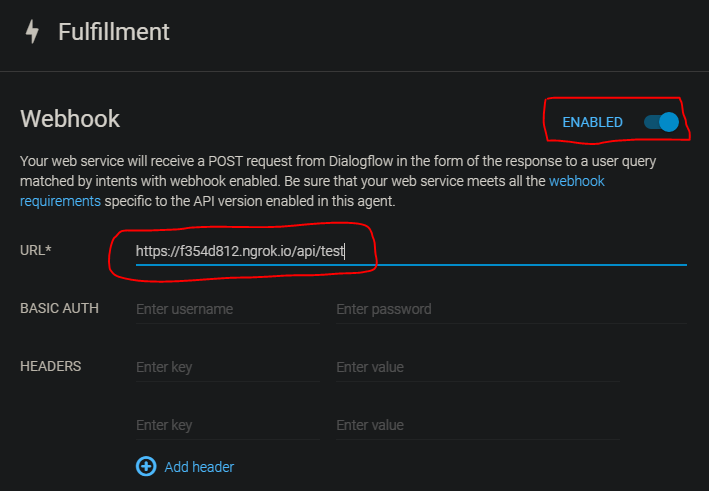 Fulfillment
Webhook
ENABLED
Your web service will receive a POST request from Dialogflow in the form of the response to a user query
matched by intents with webhook enabled. Be sure that your web service meets all the webhook
requirements specific to the API version enabled in this agent.
URL* https://f354d812.ngrok.io/api/test
BASIC AUTH Enter username Enter password
HEADERS Enter key Enter value
Enter key Enter value
Add header